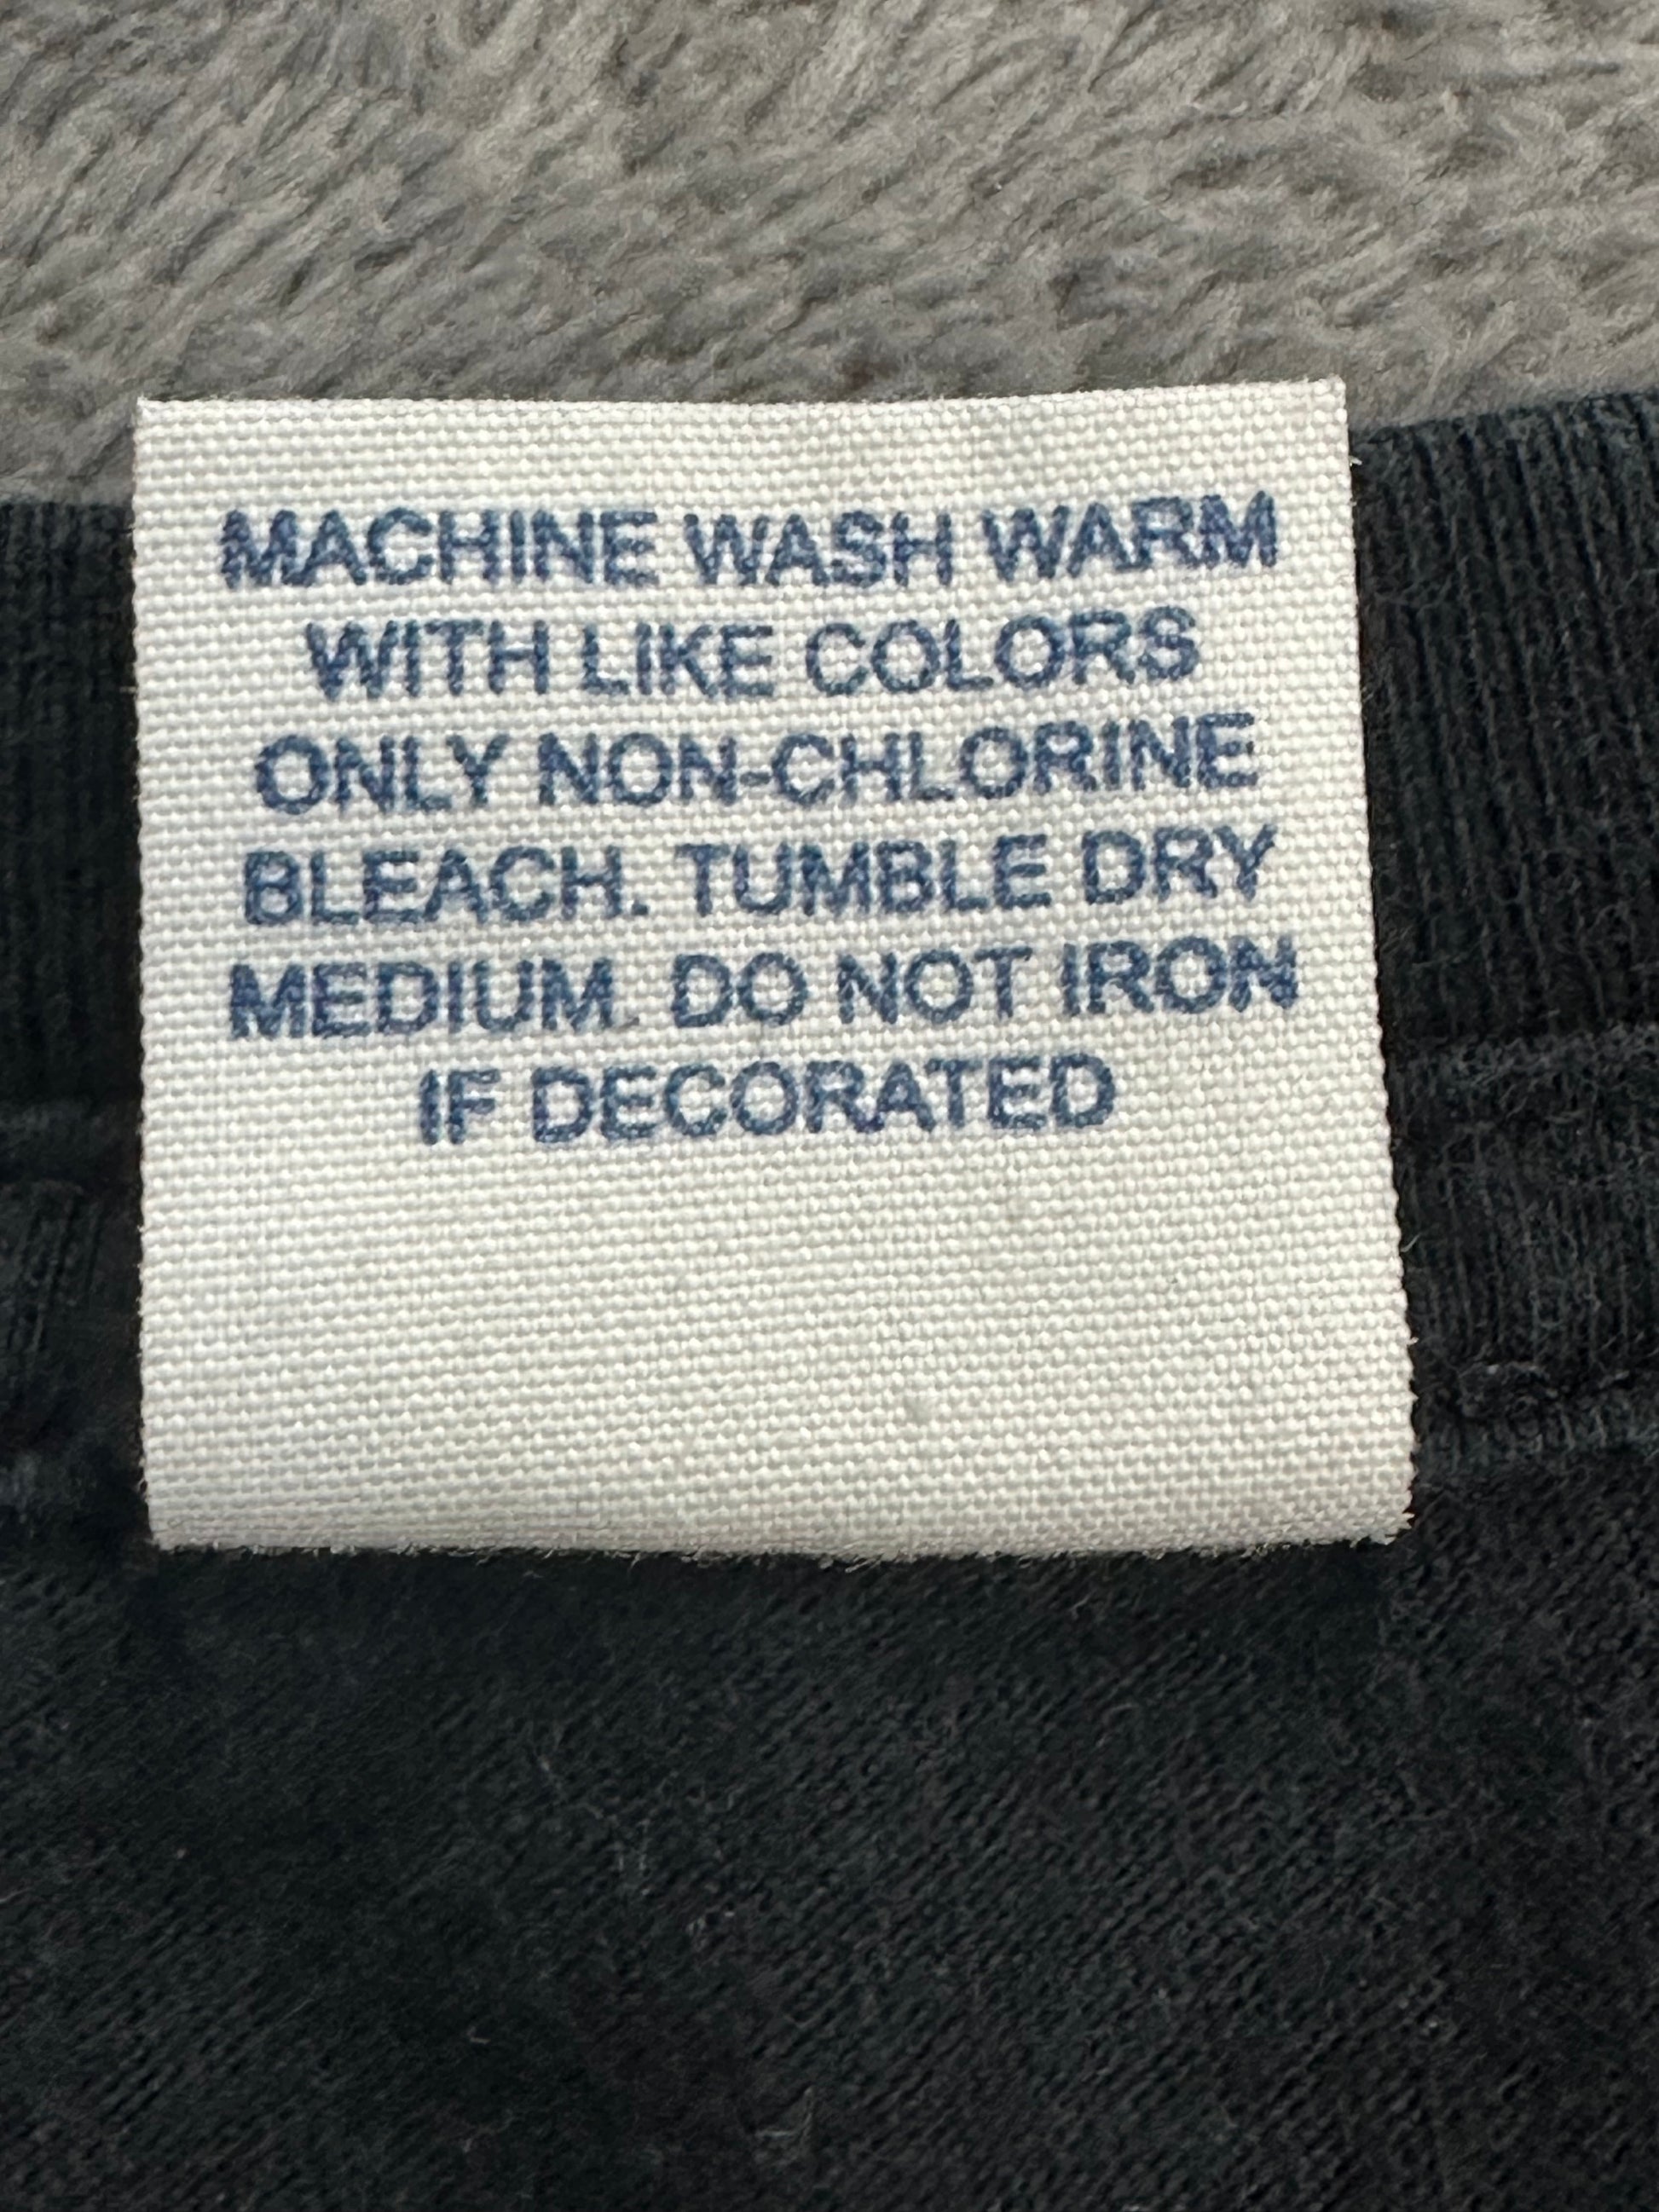 MACHINE WASH WARM
WITH LIKE COLORS
ONLY NON-CHLORINE
BLEACH. TUMBLE DRY
MEDIUM. DO NOT IRON
IF DECORATED